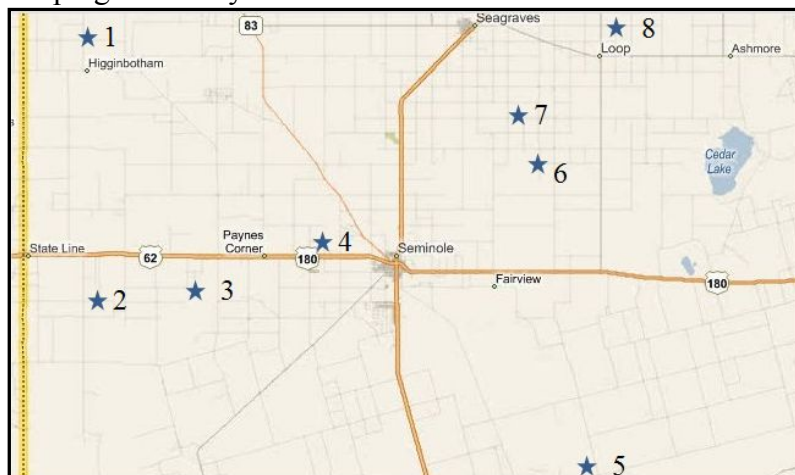 83
Seagraves
1
8
Higginbotham
Loop
Ashmore
7
6
Cedar
Lake
Paynes
Corner
4
State Line
62
180
Seminole
2
3
Fairview
180
5